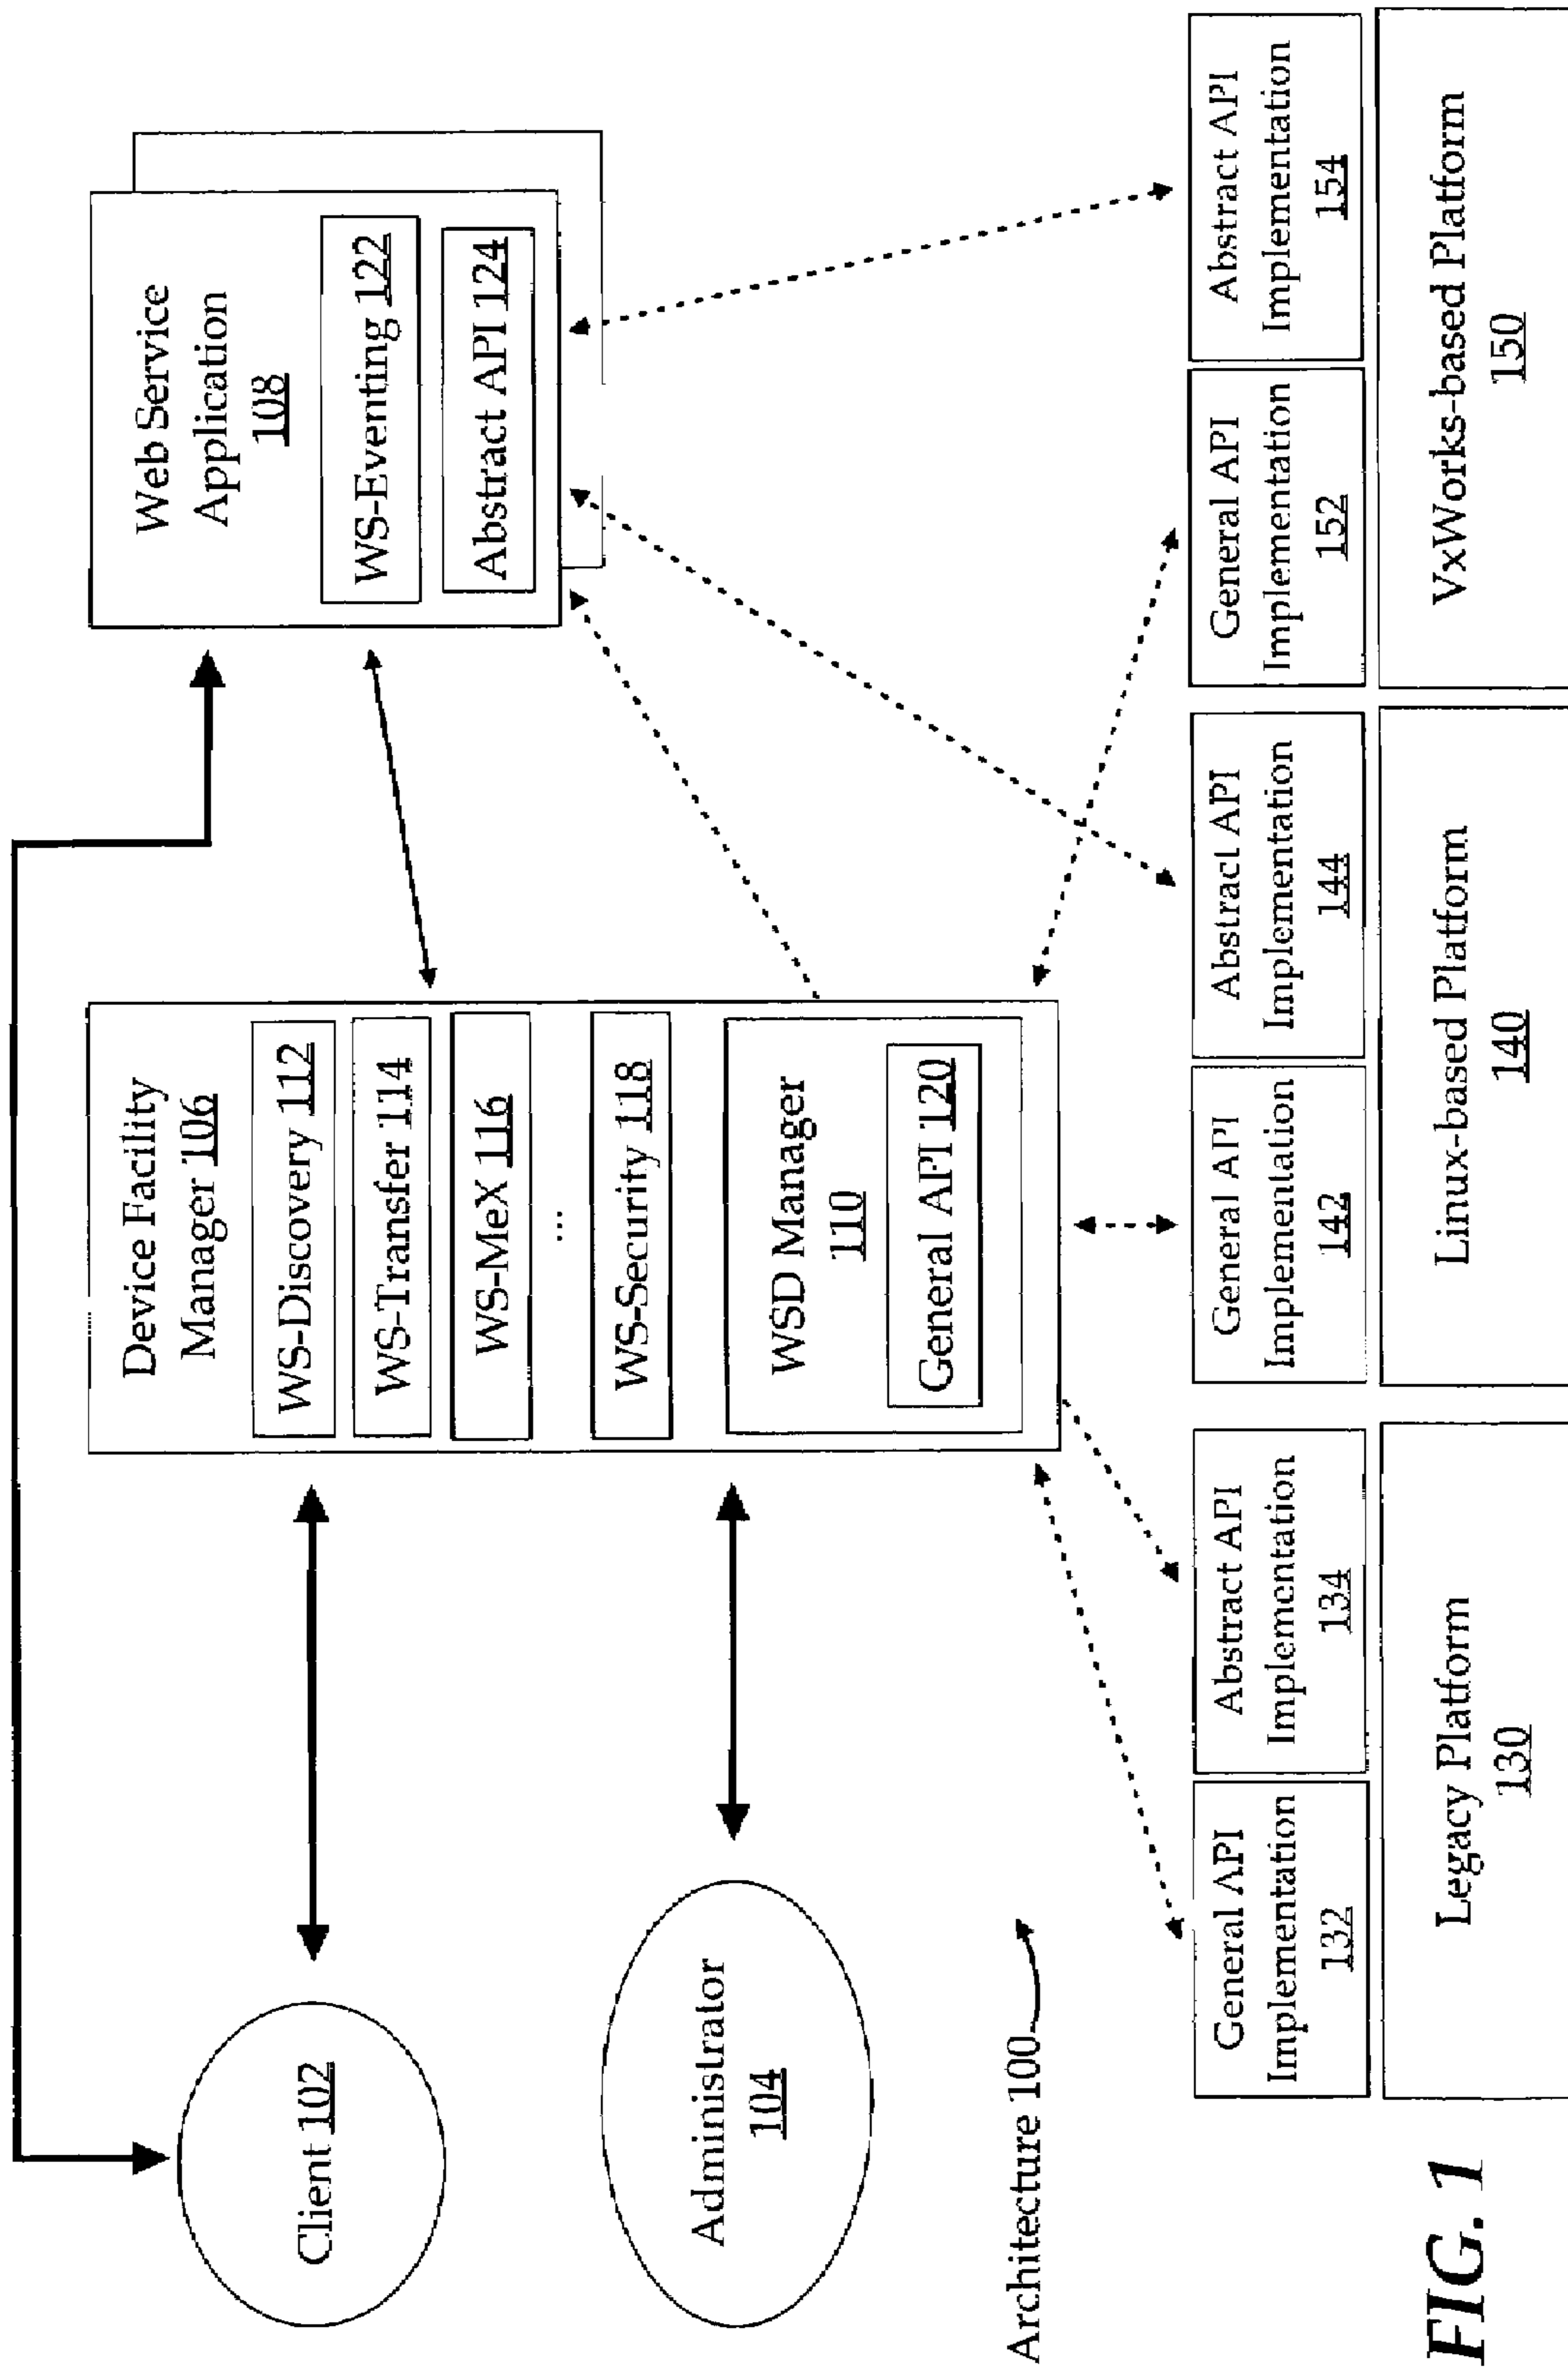 Client 102
Administrator
104
Architecture 100
Device Facility
Manager 106
WS-Discovery 112
WS-Transfer 114
WS-MeX 116
...
WS-Security 118
WSD Manager
110
General API 120
Web Service
Application
108
WS-Eventing 122
Abstract API 124
General API
Implementation
132
Abstract API
Implementation
134
Legacy Platform
130
General API
Implementation
142
Abstract API
Implementation
144
Linux-based Platform
140
General API
Implementation
152
Abstract API
Implementation
154
VxWorks-based Platform
150
FIG. 1